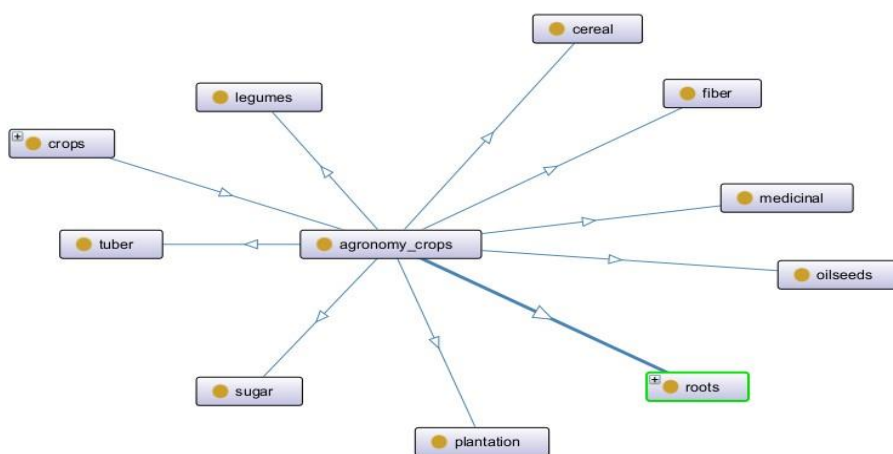 cereal
legumes
fiber
crops
medicinal
tuber
agronomy_crops
oilseeds
sugar
roots
plantation